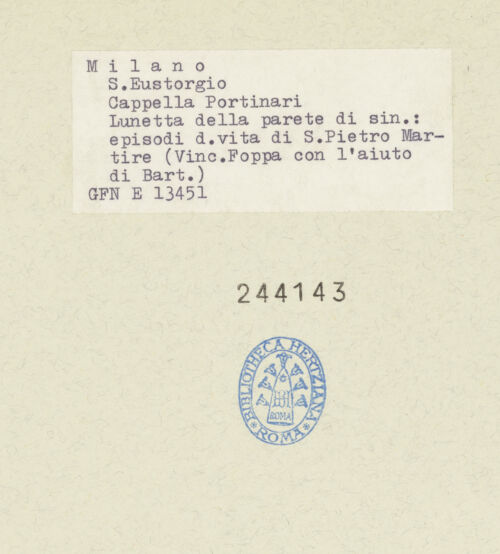 M i l a n o
S.Eustorgio
Cappella Portinari
Lunetta della parete di sin.:
episodi d.vita di S.Pietro Mar-
tire (Vinc.Foppa con l'aiuto
di Bart.)
GFN E 13451
244143
BIBLIOTHECA HERTZIANA
ROMA
* ROMA *